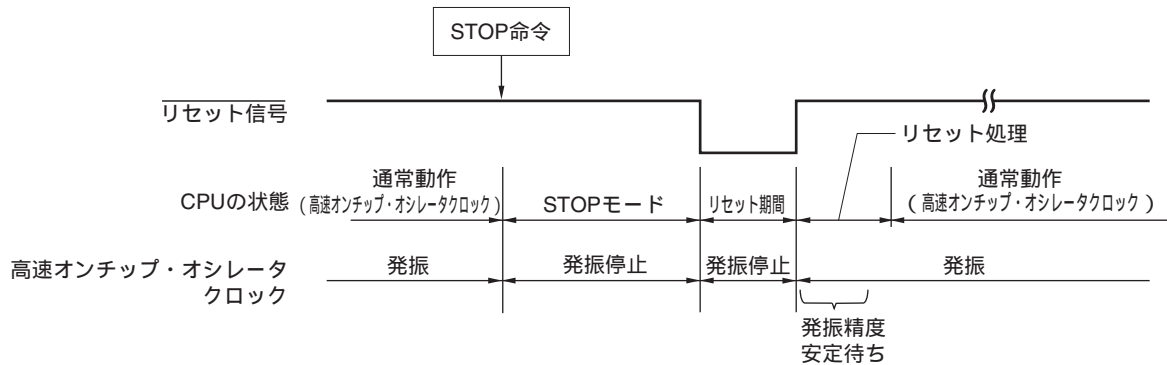 STOP命令
リセット信号
リセット処理
通常動作
通常動作
CPUの状態
(高速オンチップ・オシレータクロック)
STOPモード
リセット期間
(高速オンチップ・オシレータクロック)
高速オンチップ・オシレータ
クロック
発振
発振停止
発振停止
発振
発振精度
安定待ち